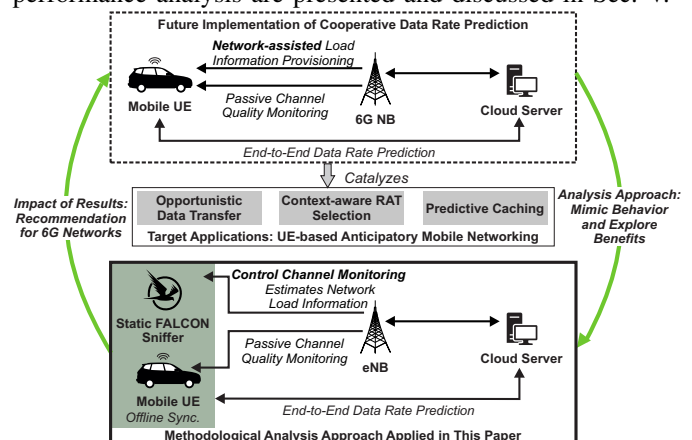 performance analysis are presented and discussed in Sec. V.
Future Implementation of Cooperative Data Rate Prediction
Network-assisted Load
Information Provisioning
Mobile UE
Passive Channel
Quality Monitoring
6G NB
Cloud Server
End-to-End Data Rate Prediction
Catalyzes
Impact of Results:
Recommendation
for 6G Networks
Opportunistic
Data Transfer
Context-aware RAT
Selection
Predictive Caching
Target Applications: UE-based Anticipatory Mobile Networking
Analysis Approach:
Mimic Behavior
and Explore
Benefits
Control Channel Monitoring
Estimates Network
Load Information
Static FALCON
Sniffer
Passive Channel
Quality Monitoring
eNB
Cloud Server
Mobile UE
Offline Sync.
End-to-End Data Rate Prediction
Methodological Analysis Approach Applied in This Paper